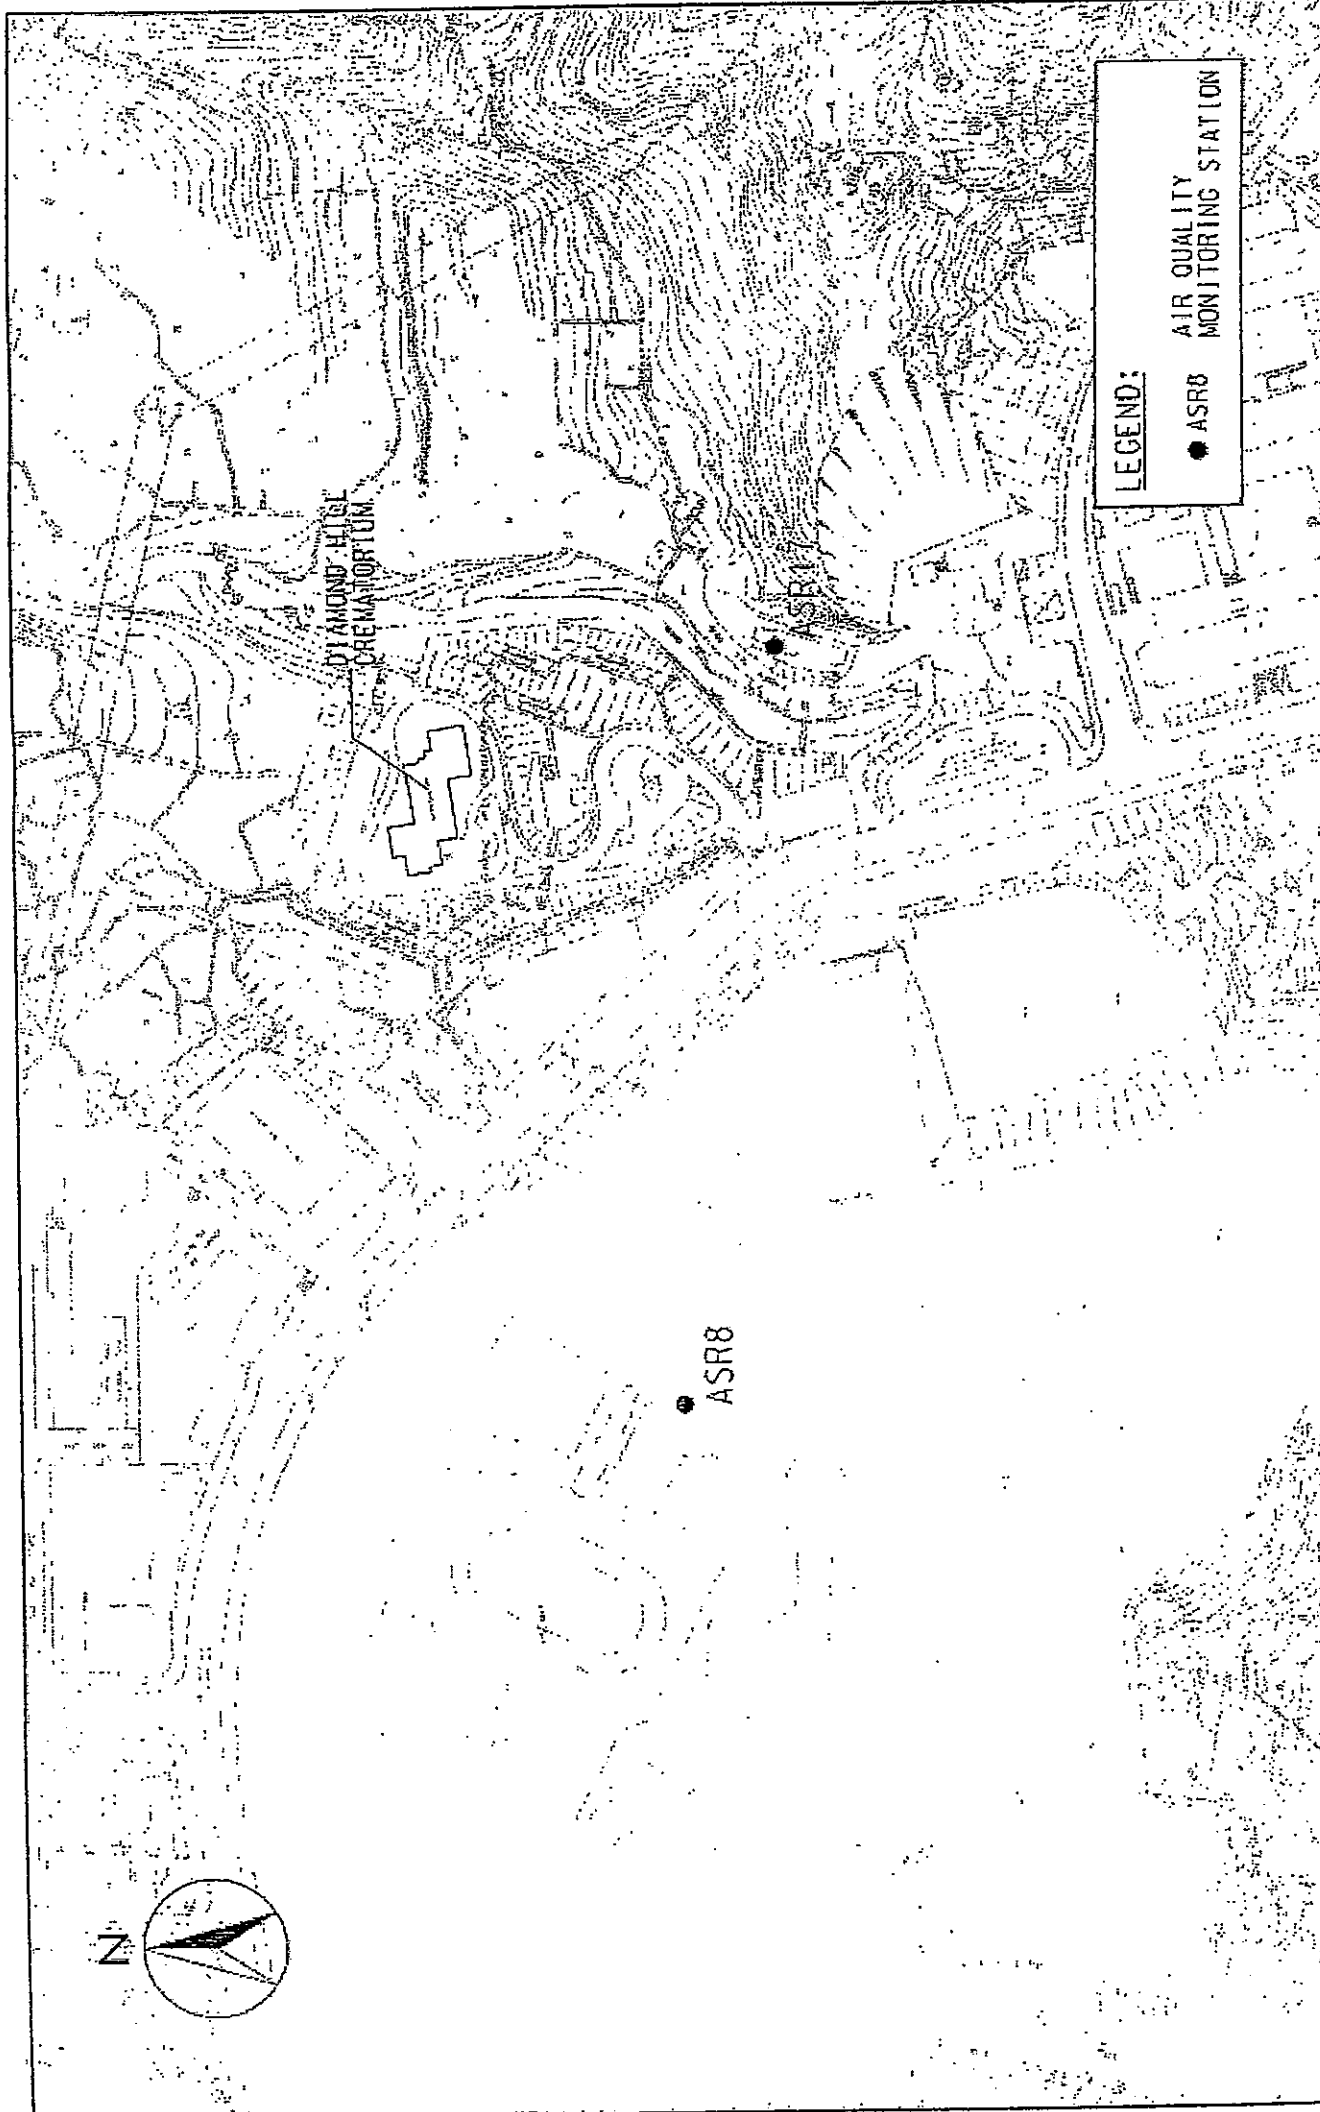 N
DIAMOND HILL
CREMATORIUM
ASR8
LEGEND:
ASR8
AIR QUALITY
MONITORING STATION